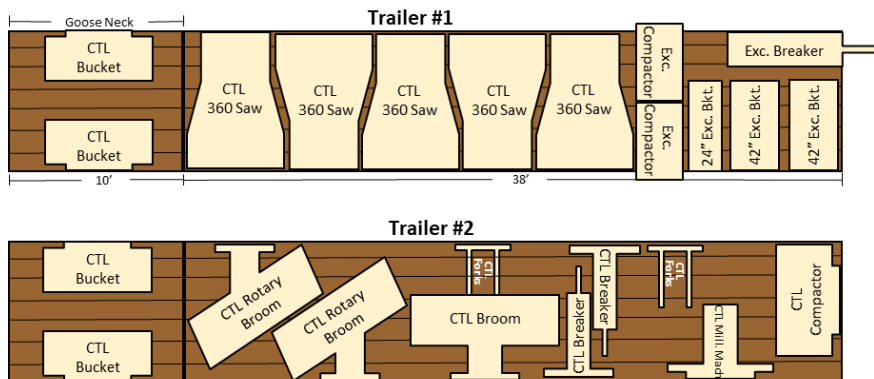 Trailer #1
Goose Neck
CTL
Bucket
CTL
Bucket
CTL
360 Saw
CTL
360 Saw
CTL
360 Saw
CTL
360 Saw
CTL
360 Saw
Exc.
Compactor
Exc.
Compactor
Exc. Breaker
24” Exc. Bkt.
42” Exc. Bkt.
42” Exc. Bkt.
10’
38’
Trailer #2
CTL
Bucket
CTL
Bucket
CTL Rotary
Broom
CTL Rotary
Broom
CTL
Forks
CTL Broom
CTL Breaker
CTL Breaker
CTL
Forks
CTL Mill. Mach
CTL
Compactor